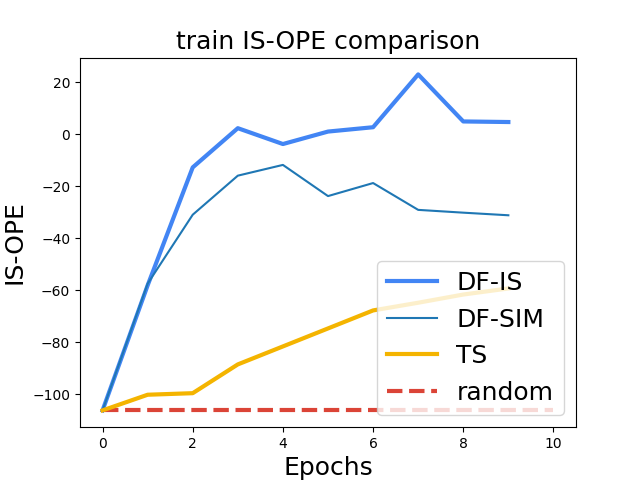 train IS-OPE comparison
IS-OPE
20
0
−20
−40
−60
−80
−100
DF-IS
DF-SIM
TS
random
0
2
4
6
8
10
Epochs